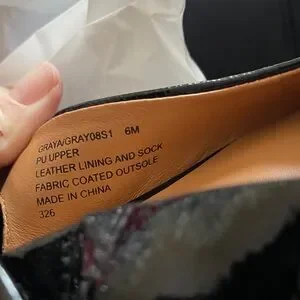 GRAYA/GRAY08S1 6M
PU UPPER
LEATHER LINING AND SOCK
FABRIC COATED OUTSOLE
MADE IN CHINA
326